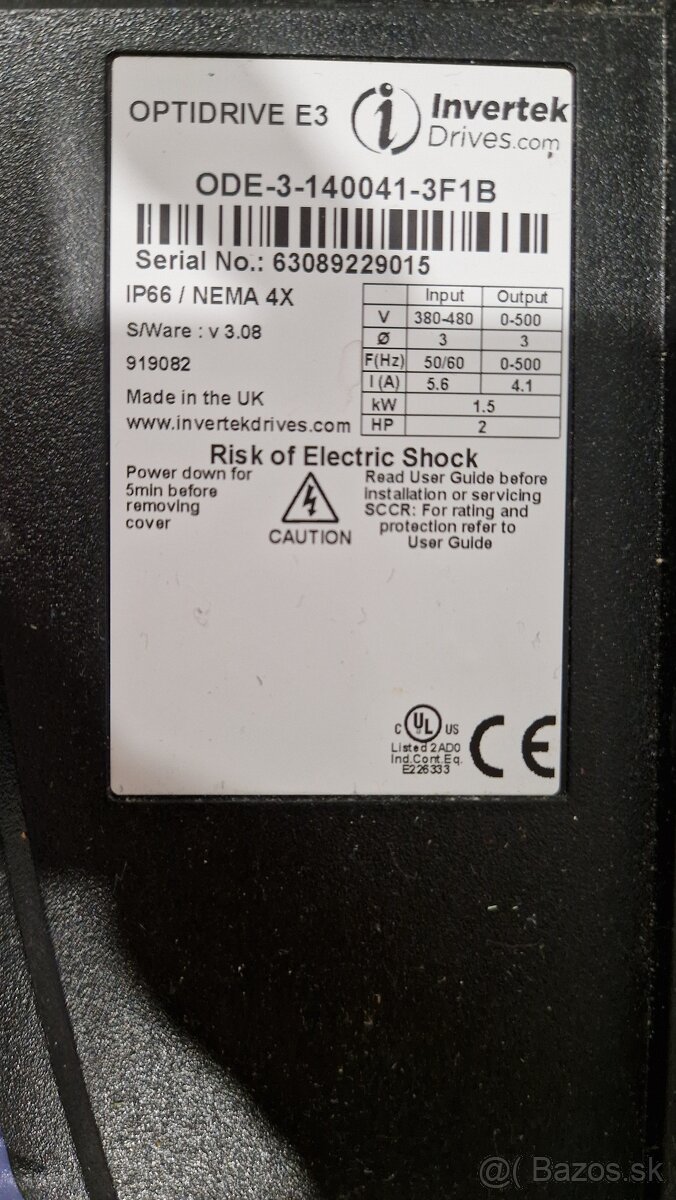 OPTIDRIVE E3
Invertek
Drives.com
ODE-3-140041-3F1B
Serial No.: 63089229015
IP66 / NEMA 4X
S/Ware : v 3.08
919082
Made in the UK
www.invertekdrives.com
Input Output
V 380-480 0-500
Ø 3 3
F(Hz) 50/60 0-500
I (A) 5.6 4.1
kW 1.5
HP 2
Risk of Electric Shock
Power down for
5min before
removing
cover
CAUTION
Read User Guide before
installation or servicing
SCCR: For rating and
protection refer to
User Guide
C UL US
Listed 2AD0
Ind.Cont.Eq.
E226333
CE
@( Bazos.sk